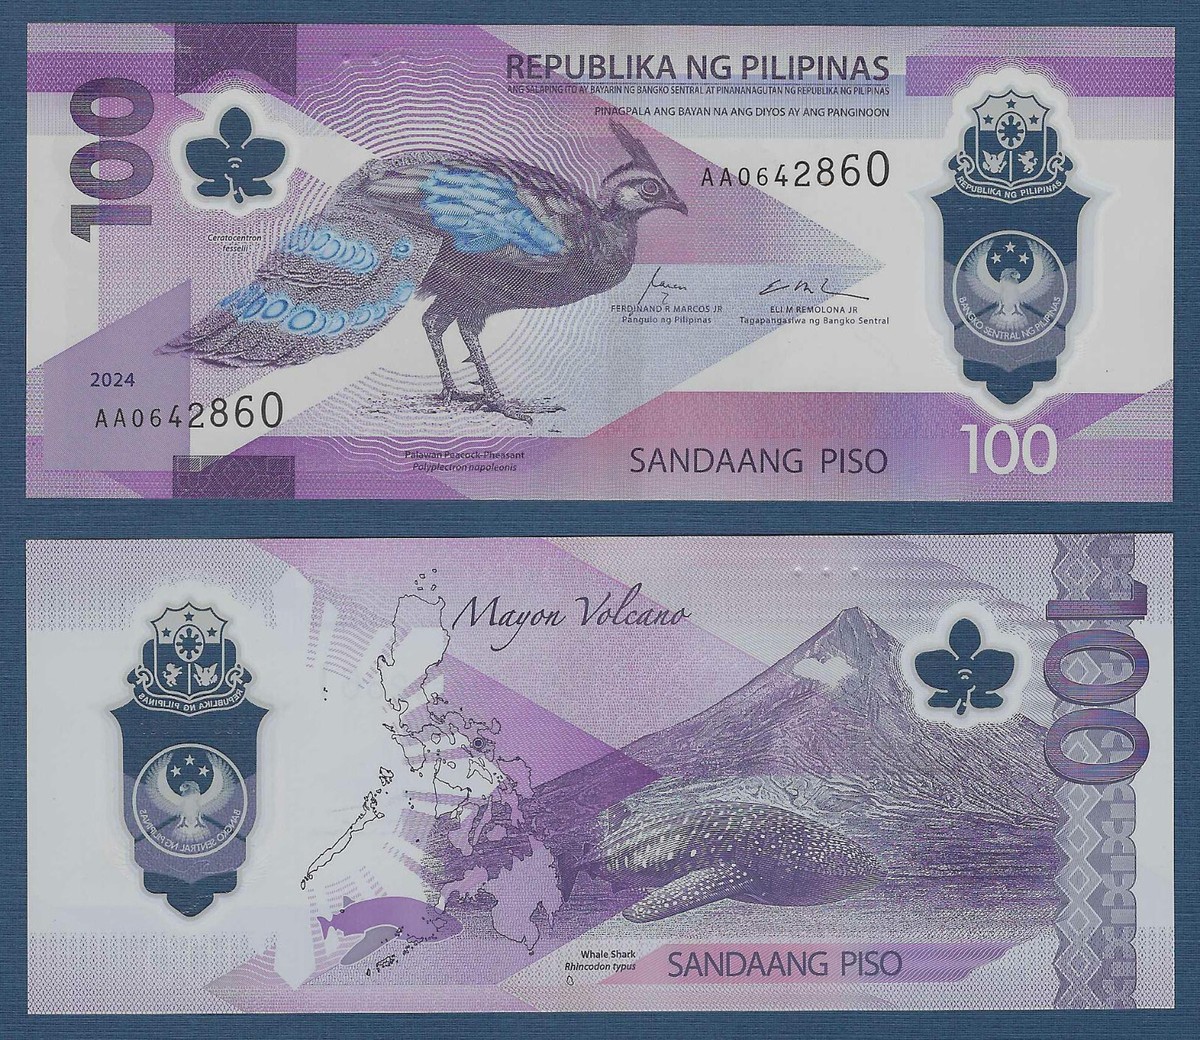 REPUBLIKA NG PILIPINAS
ANG SALAPING ITO AY BAYARIN NG BANGKO SENTRAL AT PINANANAGUTAN NG REPUBLIKA NG PILIPINAS
PINAGPALA ANG BAYAN NA ANG DIYOS AY ANG PANGINOON
100
AA0642860
REPUBLIKA NG PILIPINAS
Ceratocentron
fesselii
BANGKO SENTRAL NG PILIPINAS
FERDINAND R MARCOS JR
Pangulo ng Pilipinas
ELI M REMOLONA JR
Tagapangasiwa ng Bangko Sentral
2024
AA0642860
Palawan Peacock-Pheasant
Polyplectron napoleonis
SANDAANG PISO
100
Mayon Volcano
100
REPUBLIKA NG PILIPINAS
BANGKO SENTRAL NG PILIPINAS
Whale Shark
Rhincodon typus
SANDAANG PISO